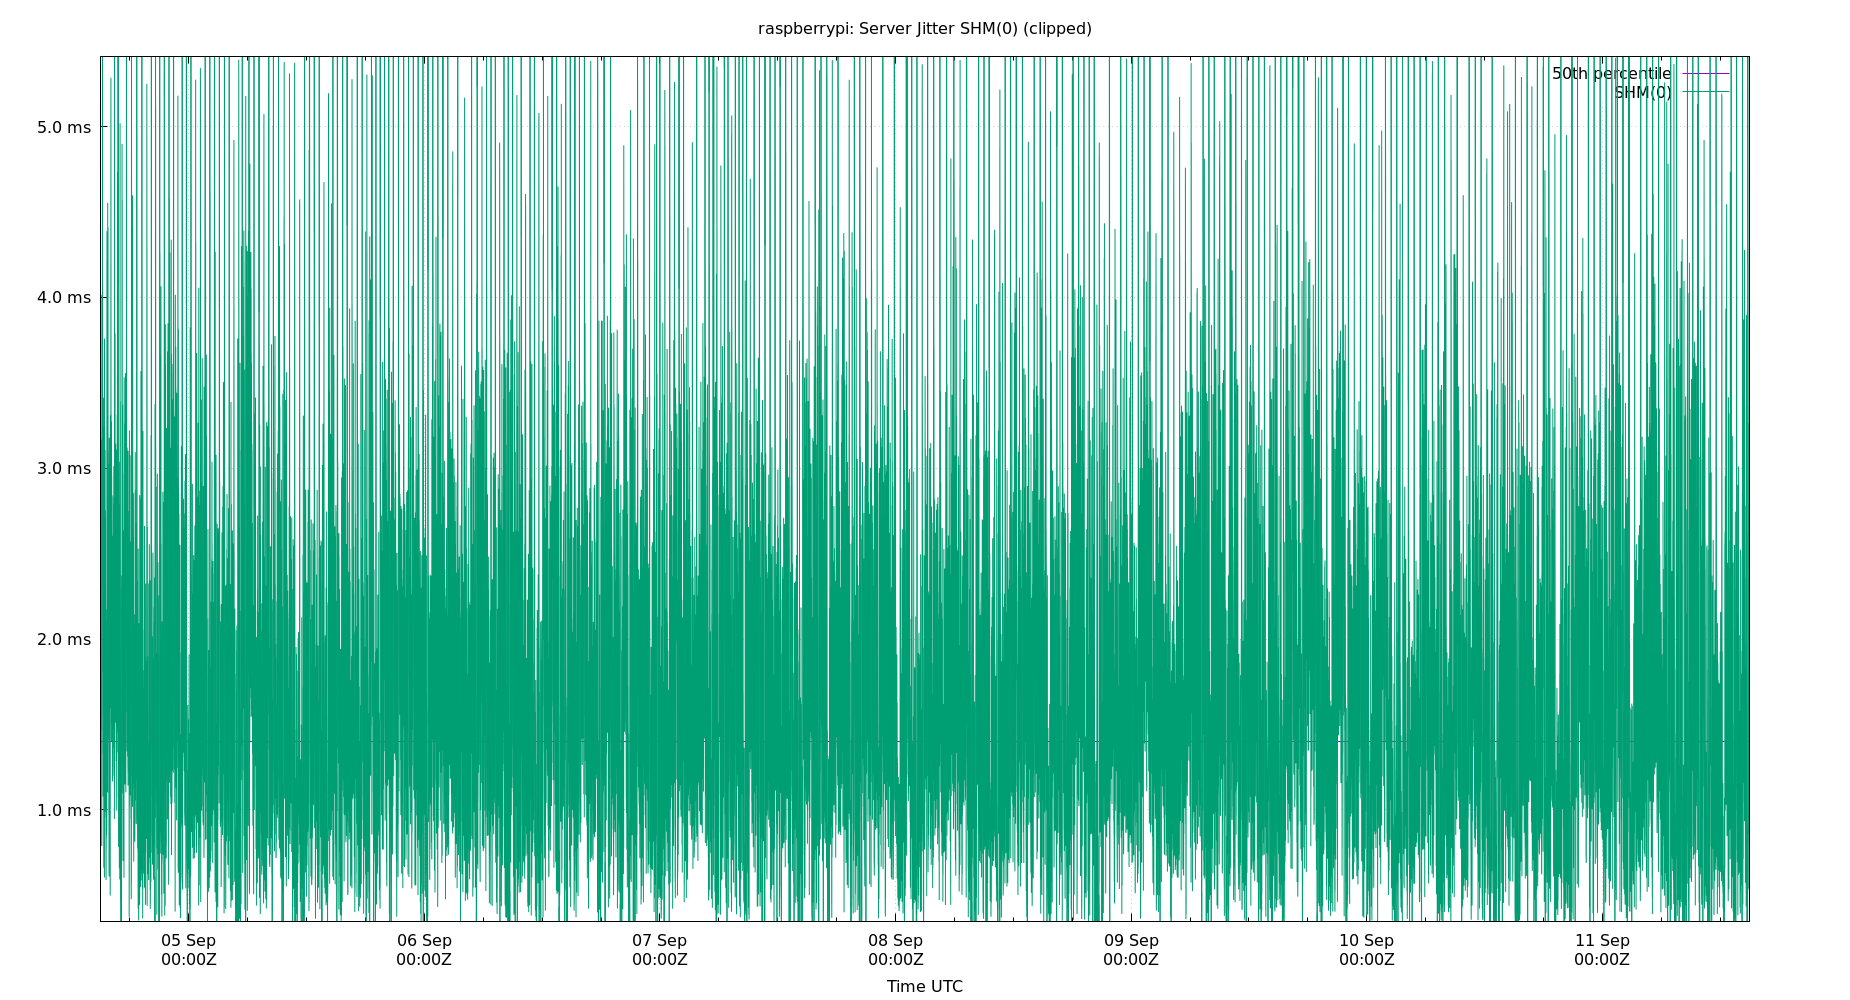 raspberrypi: Server Jitter SHM(0) (clipped)
50th percentile
SHM(0)
5.0 ms
4.0 ms
3.0 ms
2.0 ms
1.0 ms
05 Sep
00:00Z
06 Sep
00:00Z
07 Sep
00:00Z
08 Sep
00:00Z
09 Sep
00:00Z
10 Sep
00:00Z
11 Sep
00:00Z
Time UTC